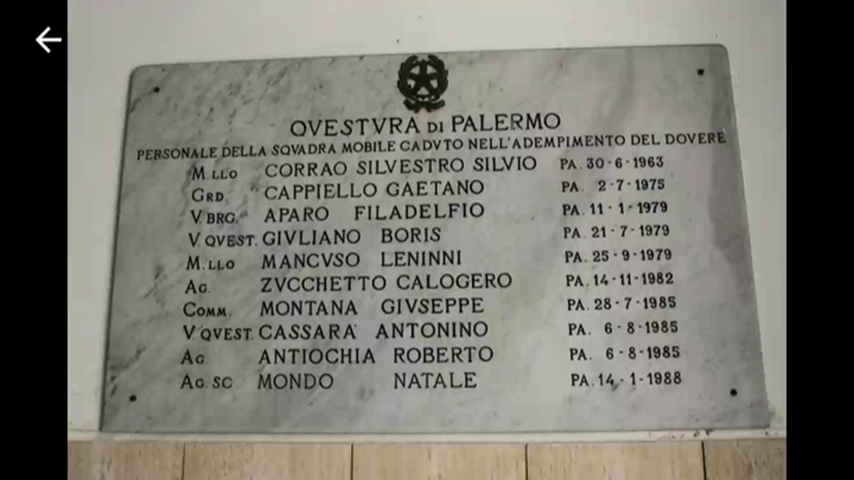 QVESTVRA DI PALERMO
PERSONALE DELLA SQVADRA MOBILE CADVTO NELL'ADEMPIMENTO DEL DOVERE
M.LLO CORRAO SILVESTRO SILVIO PA. 30-6-1963
GRD. CAPPIELLO GAETANO PA. 2-7-1975
V.BRG. APARO FILADELFIO PA. 11-1-1979
V.QVEST. GIVLIANO BORIS PA. 21-7-1979
M.LLO MANCVSO LENINNI PA. 25-9-1979
AG. ZVCCHETTO CALOGERO PA. 14-11-1982
COMM. MONTANA GIVSEPPE PA. 28-7-1985
V.QVEST. CASSARA' ANTONINO PA. 6-8-1985
AG. ANTIOCHIA ROBERTO PA. 6-8-1985
AG.SC MONDO NATALE PA. 14-1-1988